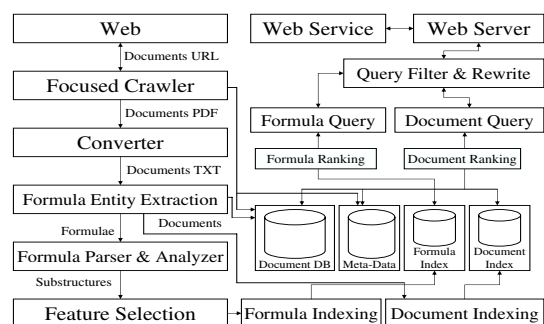 Web
Web Service
Web Server
Documents URL
Focused Crawler
Query Filter & Rewrite
Documents PDF
Formula Query
Document Query
Converter
Formula Ranking
Document Ranking
Documents TXT
Formula Entity Extraction
Documents
Formulae
Document DB
Meta-Data
Formula
Index
Document
Index
Formula Parser & Analyzer
Substructures
Feature Selection
Formula Indexing
Document Indexing